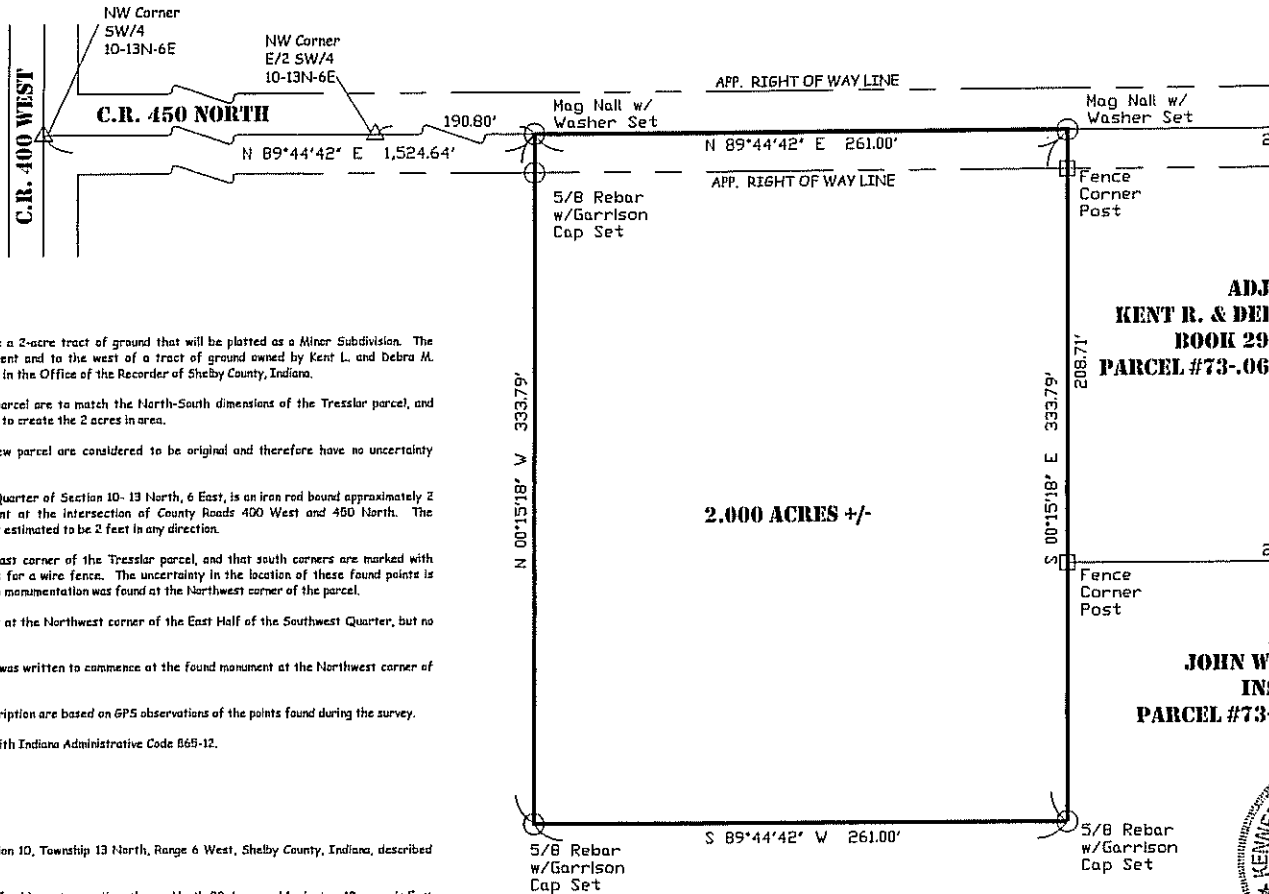 NW Corner
SW/4
10-13N-6E
NW Corner
E/2 SW/4
10-13N-6E
C.R. 400 WEST
C.R. 450 NORTH
APP. RIGHT OF WAY LINE
Mag Nail w/
Washer Set
Mag Nail w/
Washer Set
190.80'
N 89°44'42" E 1,524.64'
N 89°44'42" E 261.00'
2
APP. RIGHT OF WAY LINE
5/8 Rebar
w/Garrison
Cap Set
Fence
Corner
Post
ADJ
KENT R. & DE
BOOK 29
PARCEL #73-.06
208.71'
N 00°15'18" W 333.79'
S 00°15'18" E 333.79'
2.000 ACRES +/-
2
Fence
Corner
Post
JOHN W
IN
PARCEL #73-
S 89°44'42" W 261.00'
5/8 Rebar
w/Garrison
Cap Set
5/8 Rebar
w/Garrison
Cap Set
a 2-acre tract of ground that will be platted as a Minor Subdivision. The
ent and to the west of a tract of ground owned by Kent L. and Debra M.
in the Office of the Recorder of Shelby County, Indiana.
arcel are to match the North-South dimensions of the Tresslar parcel, and
to create the 2 acres in area.
ew parcel are considered to be original and therefore have no uncertainty
Quarter of Section 10- 13 North, 6 East, is an iron rod bound approximately 2
nt at the intersection of County Roads 400 West and 450 North. The
estimated to be 2 feet in any direction.
ast corner of the Tresslar parcel, and that south corners are marked with
for a wire fence. The uncertainty in the location of these found points is
monumentation was found at the Northwest corner of the parcel.
at the Northwest corner of the East Half of the Southwest Quarter, but no
was written to commence at the found monument at the Northwest corner of
ription are based on GPS observations of the points found during the survey.
ith Indiana Administrative Code 865-12.
on 10, Township 13 North, Range 6 West, Shelby County, Indiana, described
KENNE